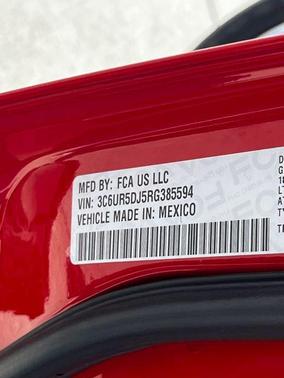 MFD BY: FCA US LLC
VIN: 3C6UR5DJ5RG385594
VEHICLE MADE IN: MEXICO